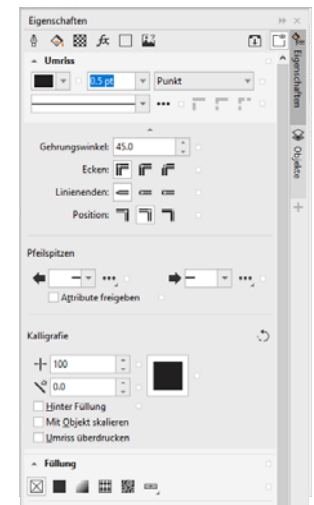 Eigenschaften
fx
Umriss
0.5 pt
Punkt
Gehrungswinkel: 45.0
Ecken:
Linienenden:
Position:
Pfeilspitzen
Attribute freigeben
Kalligrafie
100
0.0
Hinter Füllung
Mit Objekt skalieren
Umriss überdrucken
Füllung
Eigenschaften
Objekte